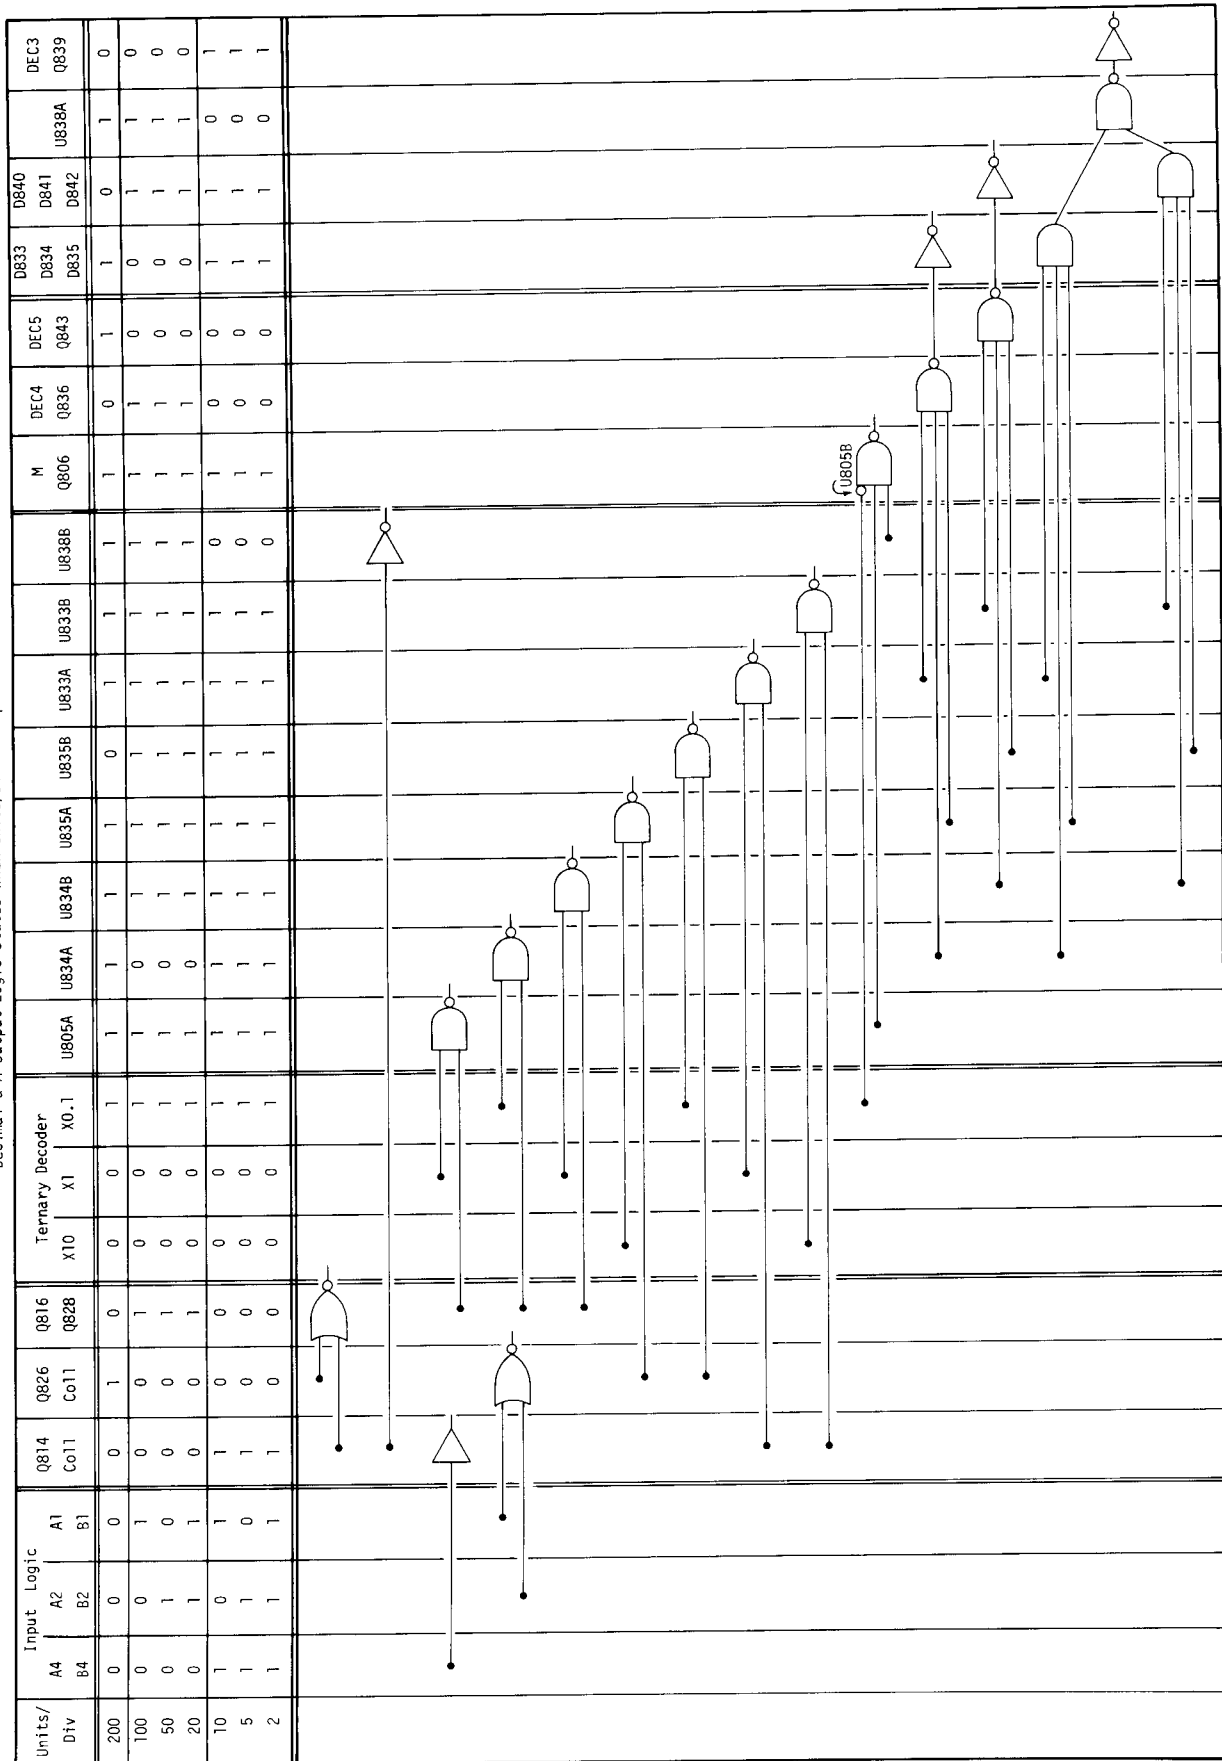 Input Logic Ternary Decoder D833 D840
Units/ A4 A2 A1 Q814 Q826 Q816 M DEC4 DEC5 D834 D841 DEC3
Div B4 B2 B1 Coll Coll Q828 X10 X1 X0.1 U805A U834A U834B U835A U835B U833A U833B U838B Q806 Q836 Q843 D835 D842 U838A Q839
200 0 0 0 0 1 0 0 0 1 1 1 1 1 0 1 1 1 1 0 1 1 0 1 0
100 0 0 1 0 0 1 0 0 1 1 0 1 1 1 1 1 1 1 1 0 0 1 1 0
50 0 1 0 0 0 1 0 0 1 1 0 1 1 1 1 1 1 1 1 0 0 1 1 0
20 0 1 1 0 0 1 0 0 1 1 0 1 1 1 1 1 1 1 1 0 0 1 1 0
10 1 0 1 1 0 0 0 0 1 1 1 1 1 1 1 1 0 1 0 0 1 1 0 1
5 1 1 0 1 0 0 0 0 1 1 1 1 1 1 1 1 0 1 0 0 1 1 0 1
2 1 1 1 1 0 0 0 0 1 1 1 1 1 1 1 1 0 1 0 0 1 1 0 1
U805B